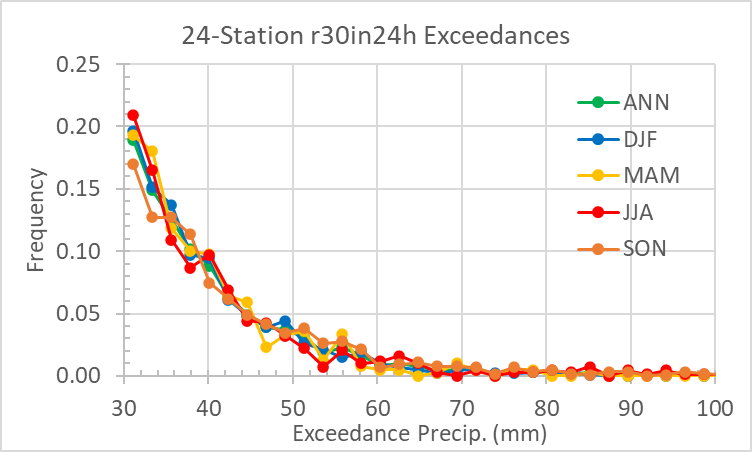 24-Station r30in24h Exceedances
0.25
0.20
0.15
0.10
0.05
0.00
Frequency
ANN
DJF
MAM
JJA
SON
30 40 50 60 70 80 90 100
Exceedance Precip. (mm)